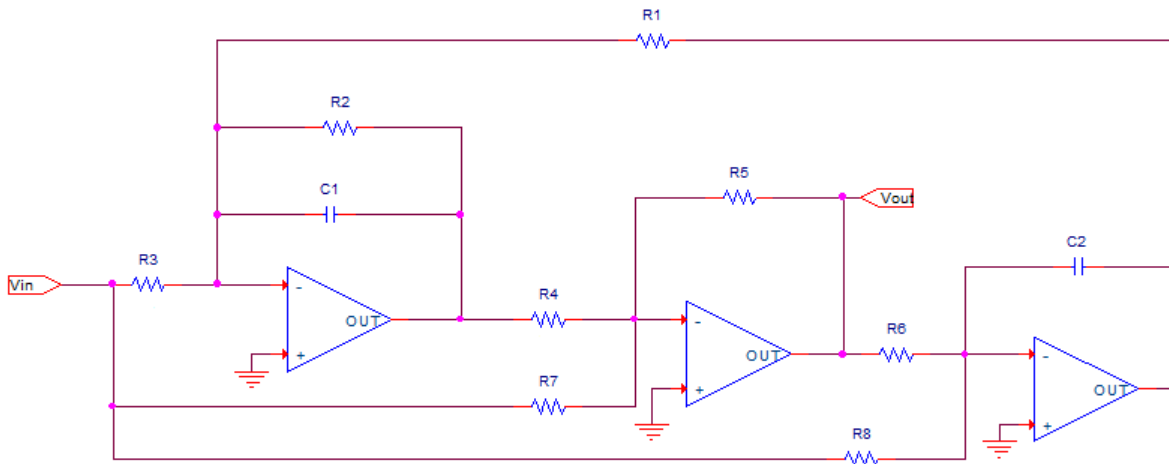 R1
R2
C1
R5
Vout
C2
R3
Vin
-
OUT
+
R4
-
OUT
+
R6
-
OUT
+
R7
R8